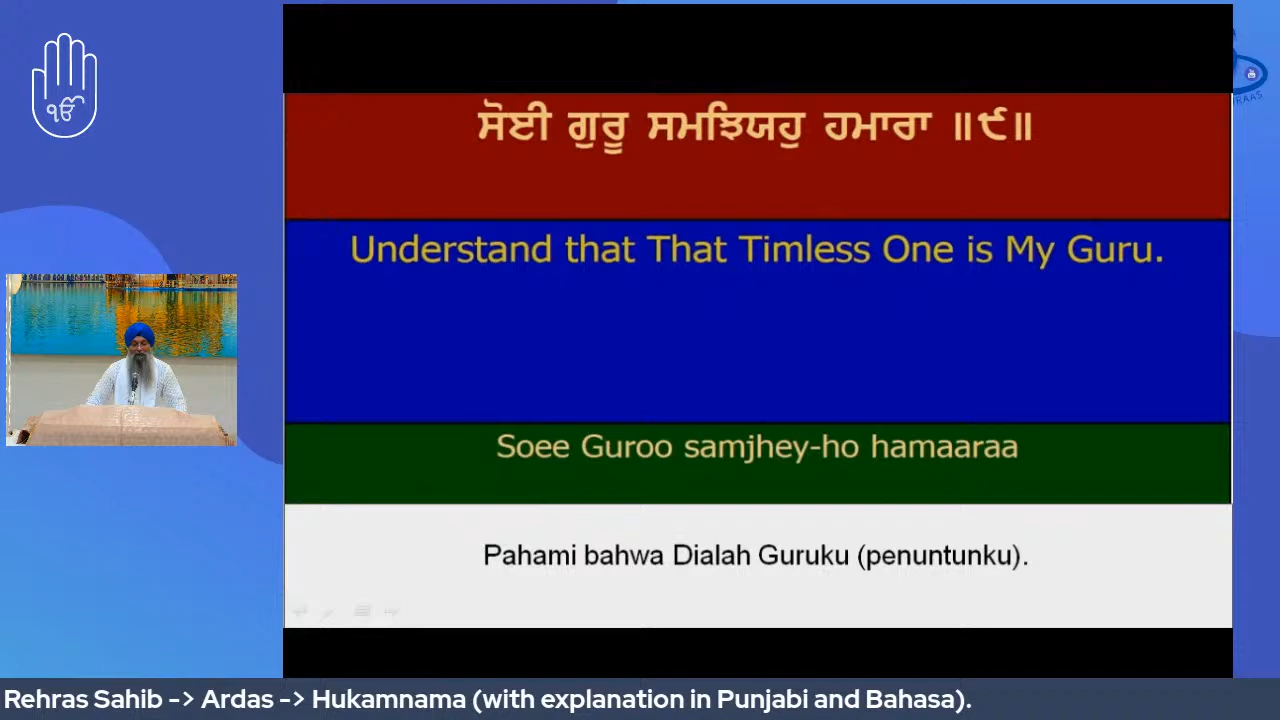 ੴ
ਸੋਈ ਗੁਰੂ ਸਮਝਿਯਹੁ ਹਮਾਰਾ ॥੯॥
Understand that That Timless One is My Guru.
Soee Guroo samjhey-ho hamaaraa
Pahami bahwa Dialah Guruku (penuntunku).
Rehras Sahib -> Ardas -> Hukamnama (with explanation in Punjabi and Bahasa).